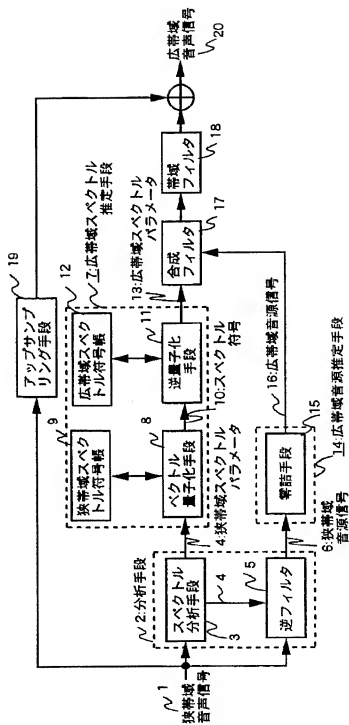 19
アップサンプ
リング手段
12
7:広帯域スペクトル
推定手段
9
狭帯域スペク
トル符号帳
広帯域スペク
トル符号帳
13:広帯域スペクトル
パラメータ
広帯域
音声信号
20
2:分析手段
スペクトル
分析手段
3
4
8
ベクトル
量子化手段
11
逆量子化
手段
合成フィルタ
17
帯域
フィルタ
18
10:スペクトル
符号
4:狭帯域スペクトル
パラメータ
1
狭帯域
音声信号
5
逆フィルタ
6:狭帯域
音源信号
零詰手段
15
16:広帯域音源信号
14:広帯域音源推定手段